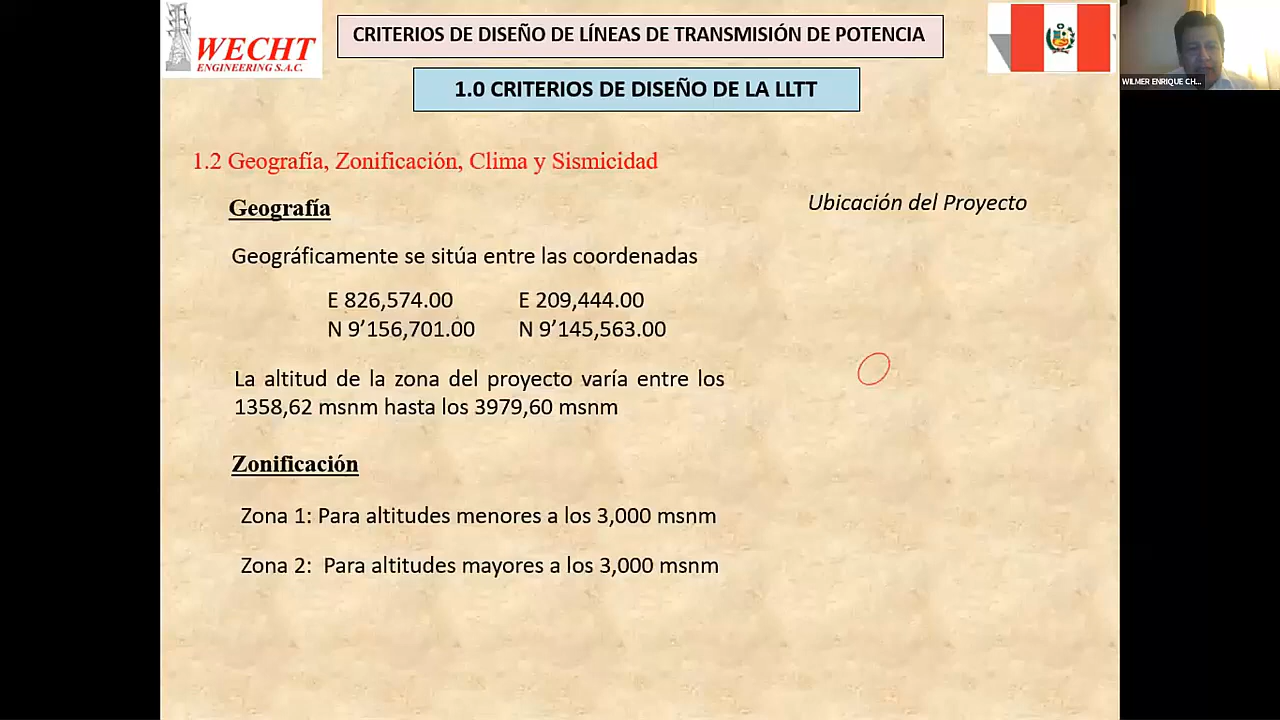 WECHT
ENGINEERING S.A.C.
CRITERIOS DE DISEÑO DE LÍNEAS DE TRANSMISIÓN DE POTENCIA
WILMER ENRIQUE CH...
1.0 CRITERIOS DE DISEÑO DE LA LLTT
1.2 Geografía, Zonificación, Clima y Sismicidad
Geografía
Ubicación del Proyecto
Geográficamente se sitúa entre las coordenadas
E 826,574.00 E 209,444.00
N 9’156,701.00 N 9’145,563.00
La altitud de la zona del proyecto varía entre los
1358,62 msnm hasta los 3979,60 msnm
Zonificación
Zona 1: Para altitudes menores a los 3,000 msnm
Zona 2: Para altitudes mayores a los 3,000 msnm